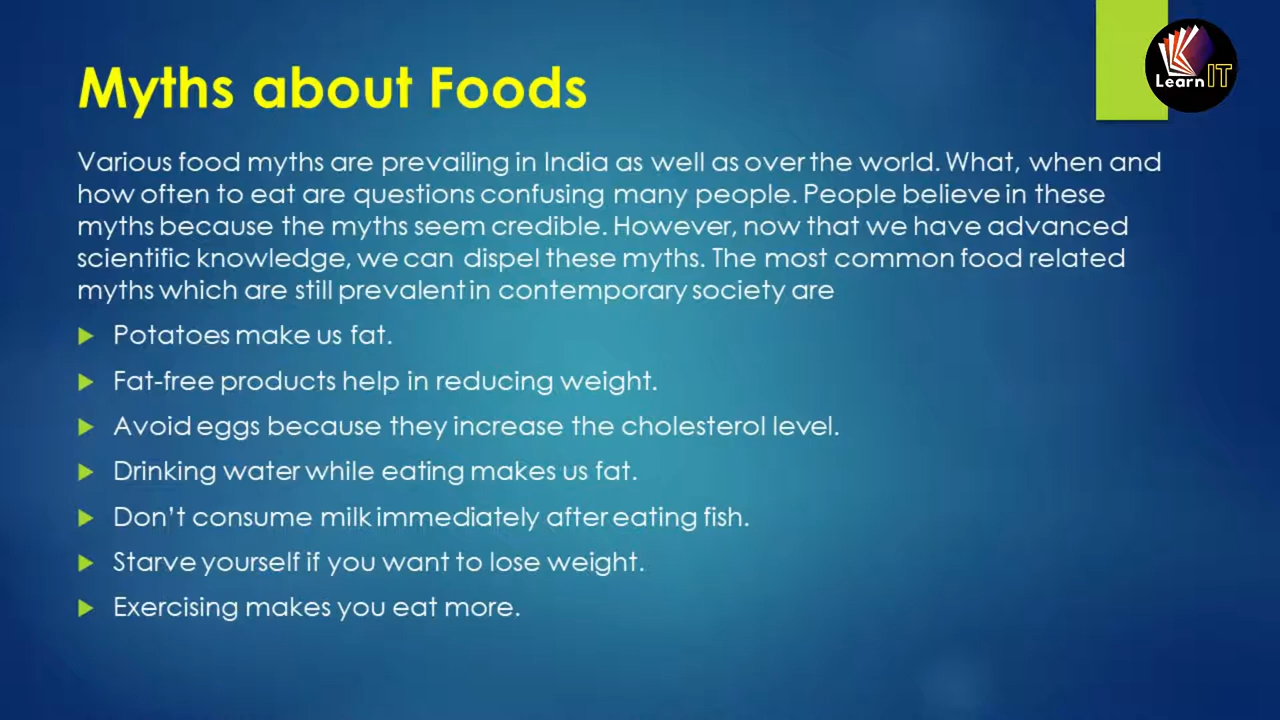 Learn IT
Myths about Foods
Various food myths are prevailing in India as well as over the world. What, when and
how often to eat are questions confusing many people. People believe in these
myths because the myths seem credible. However, now that we have advanced
scientific knowledge, we can dispel these myths. The most common food related
myths which are still prevalent in contemporary society are
Potatoes make us fat.
Fat-free products help in reducing weight.
Avoid eggs because they increase the cholesterol level.
Drinking water while eating makes us fat.
Don’t consume milk immediately after eating fish.
Starve yourself if you want to lose weight.
Exercising makes you eat more.